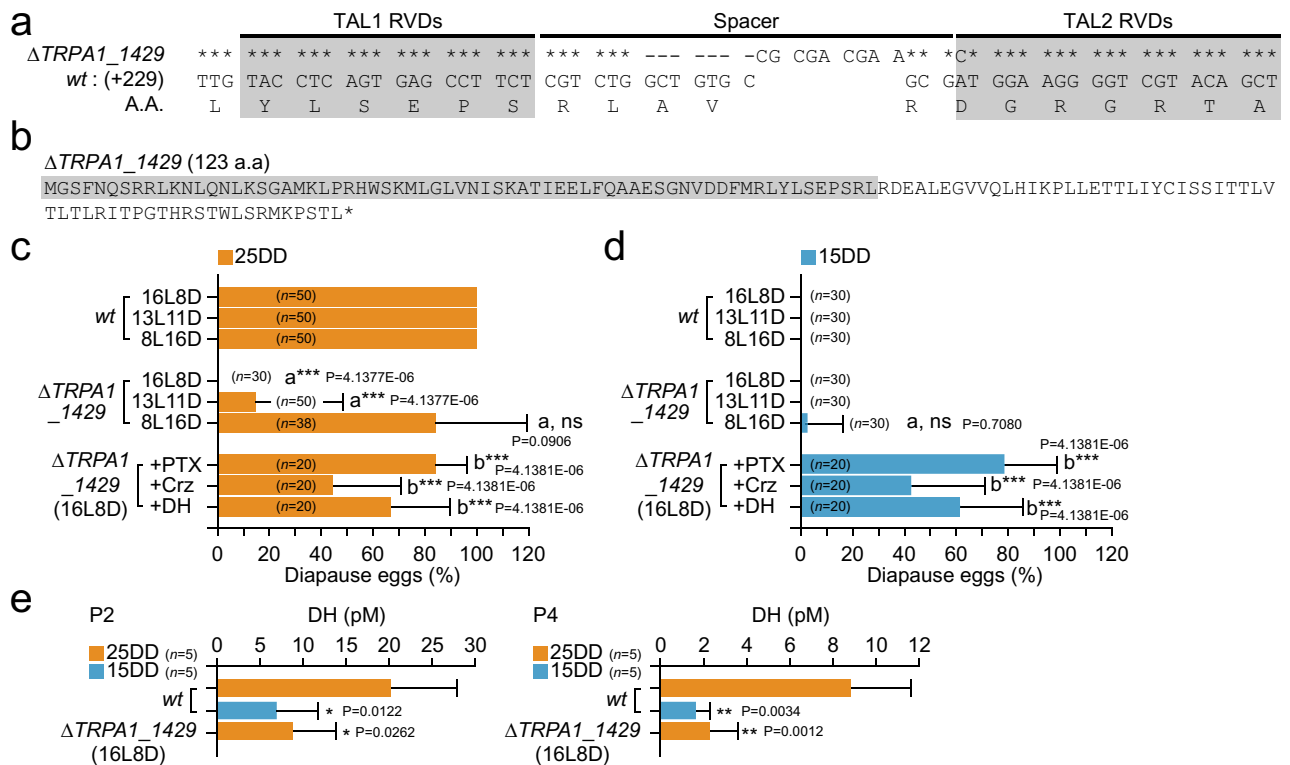 a
TAL1 RVDs Spacer TAL2 RVDs
ΔTRPA1_1429 *** *** *** *** *** *** *** *** *** --- --- -CG CGA CGA A** * C** *** *** *** *** *** ***
wt : (+229) TTG TAC CTC AGT GAG CCT TCT CGT CTG GCT GTG C GC GAT GGA AGG GGT CGT ACA GCT
A.A. L Y L S E P S R L A V R D G R G R T A
b
ΔTRPA1_1429 (123 a.a)
MGSFNQSRRLKNLQNLKSGAMKLPRHWSKMLGLVNISKATIEELFQAAESGNVDDFMRLYLSEPSRLRDEALEGVVQLHIKPLLETTLIYCISSITTLV
TLTLRITPGTHRSTWLSRMKPSTL*
c
25DD
wt
16L8D (n=50)
13L11D (n=50)
8L16D (n=50)
ΔTRPA1
_1429
16L8D (n=30) a*** P=4.1377E-06
13L11D (n=50) a*** P=4.1377E-06
8L16D (n=38) a, ns
P=0.0906
ΔTRPA1
_1429
(16L8D)
+PTX (n=20) b*** P=4.1381E-06
+Crz (n=20) b*** P=4.1381E-06
+DH (n=20) b*** P=4.1381E-06
0 20 40 60 80 100 120
Diapause eggs (%)
d
15DD
wt
16L8D (n=30)
13L11D (n=30)
8L16D (n=30)
ΔTRPA1
_1429
16L8D (n=30)
13L11D (n=30)
8L16D (n=30) a, ns P=0.7080
ΔTRPA1
_1429
(16L8D)
P=4.1381E-06
+PTX (n=20) b***
+Crz (n=20) b*** P=4.1381E-06
+DH (n=20) b*** P=4.1381E-06
0 20 40 60 80 100 120
Diapause eggs (%)
e
P2 DH (pM)
25DD (n=5)
15DD (n=5)
0 5 10 15 20 25 30
wt
* P=0.0122
ΔTRPA1_1429 * P=0.0262
(16L8D)
P4 DH (pM)
25DD (n=5)
15DD (n=5)
0 2 4 6 8 10 12
wt
** P=0.0034
ΔTRPA1_1429 ** P=0.0012
(16L8D)